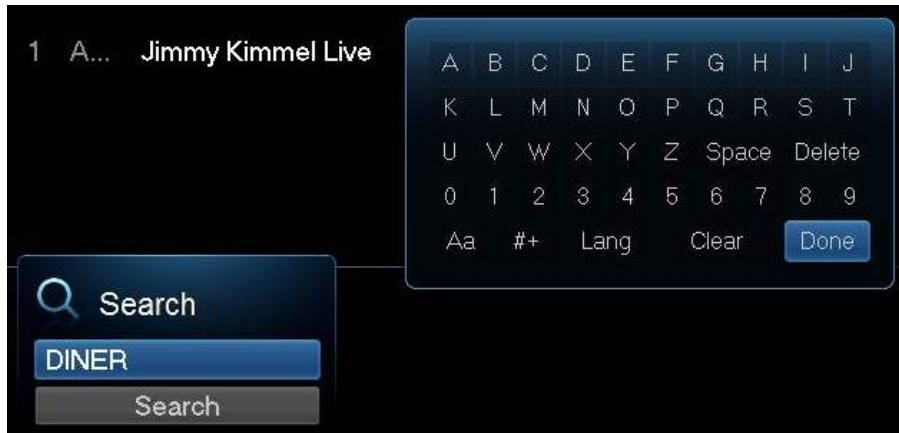 1 A... Jimmy Kimmel Live
A B C D E F G H I J
K L M N O P Q R S T
U V W X Y Z Space Delete
0 1 2 3 4 5 6 7 8 9
Aa #+ Lang Clear Done
Search
DINER
Search